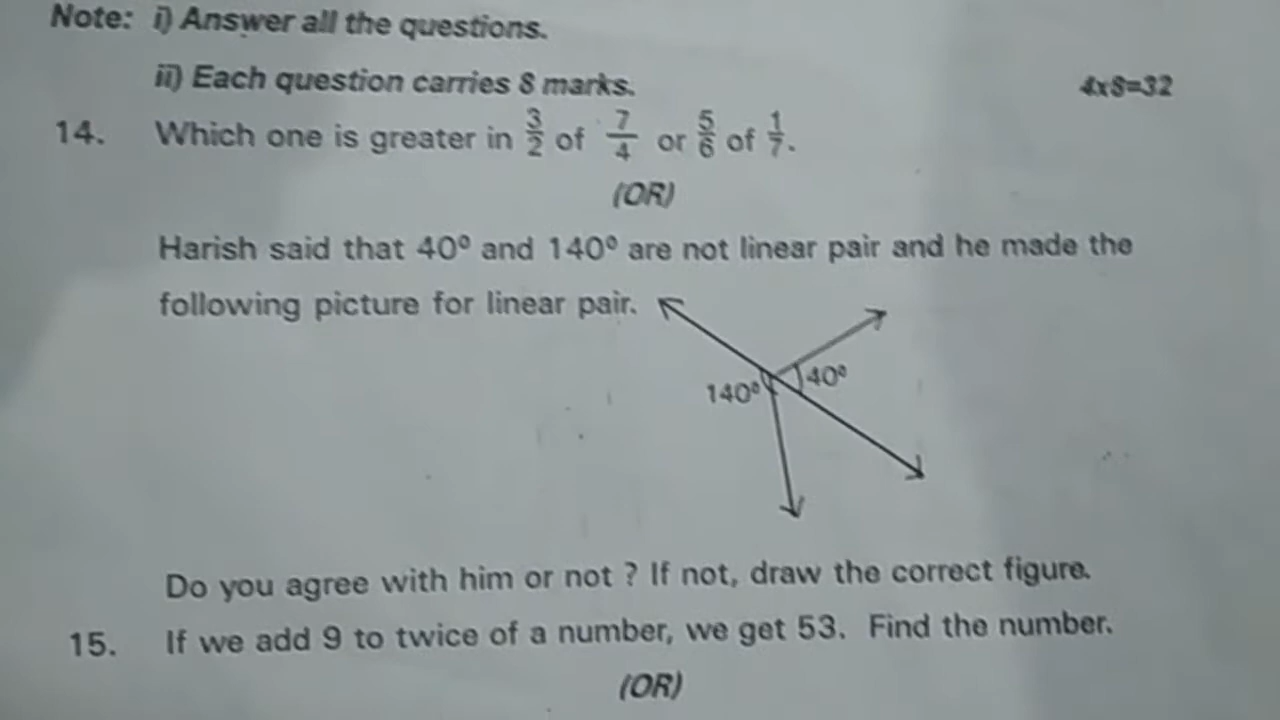 Note: i) Answer all the questions.
ii) Each question carries 8 marks. 4x8=32
14. Which one is greater in 3/2 of 7/4 or 5/6 of 1/7.
(OR)
Harish said that 40º and 140º are not linear pair and he made the
following picture for linear pair.
140º 40º
Do you agree with him or not ? If not, draw the correct figure.
15. If we add 9 to twice of a number, we get 53. Find the number.
(OR)